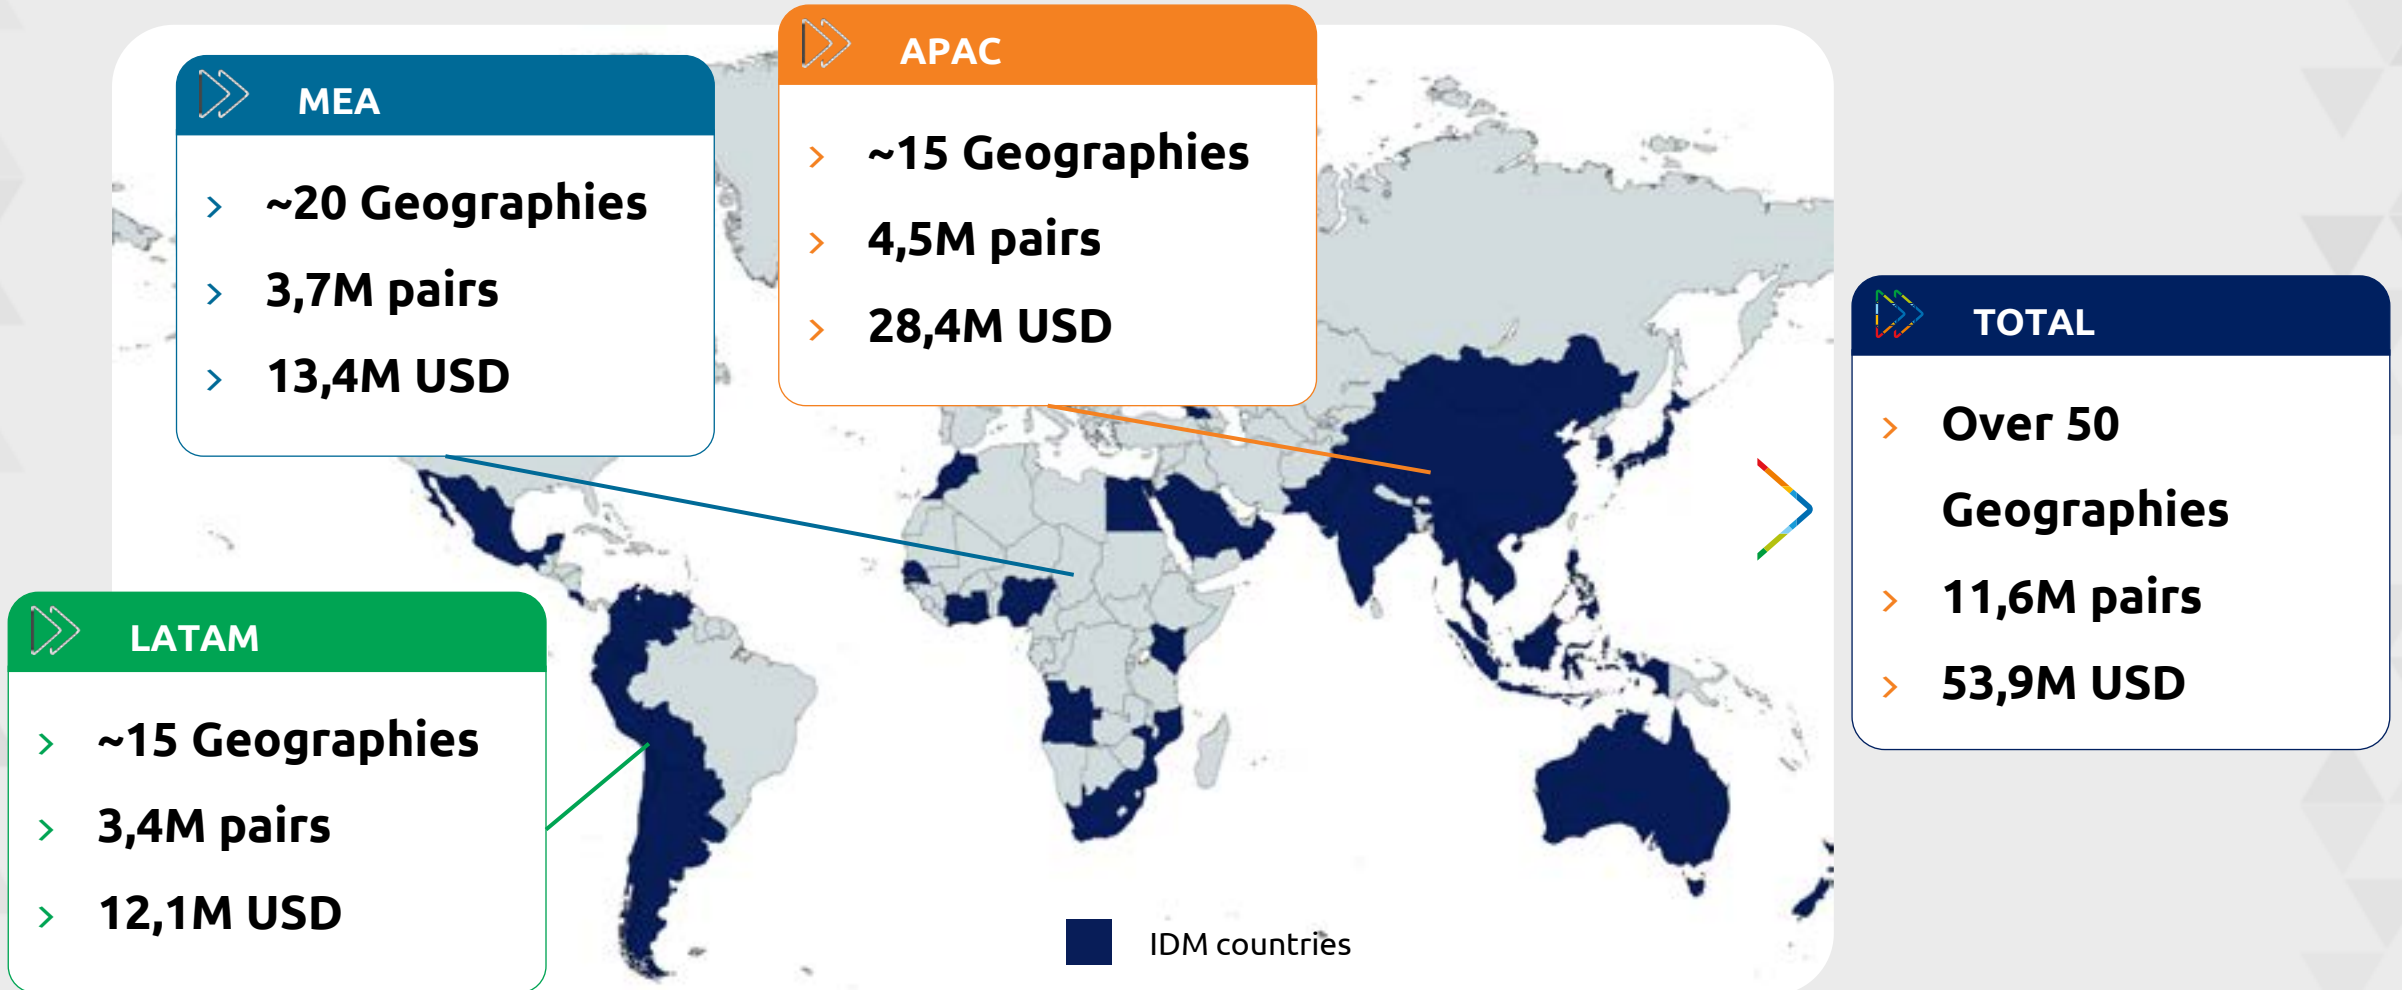 MEA
~20 Geographies
3,7M pairs
13,4M USD
APAC
~15 Geographies
4,5M pairs
28,4M USD
LATAM
~15 Geographies
3,4M pairs
12,1M USD
TOTAL
Over 50
Geographies
11,6M pairs
53,9M USD
IDM countries